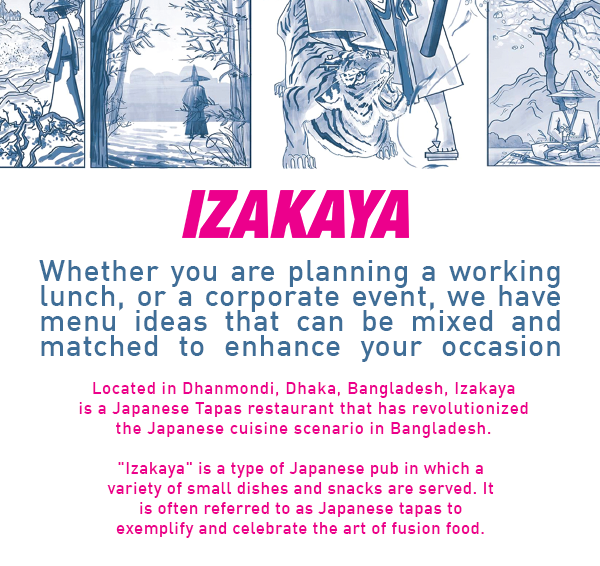 IZAKAYA
Whether you are planning a working
lunch, or a corporate event, we have
menu ideas that can be mixed and
matched to enhance your occasion
Located in Dhanmondi, Dhaka, Bangladesh, Izakaya
is a Japanese Tapas restaurant that has revolutionized
the Japanese cuisine scenario in Bangladesh.
"Izakaya" is a type of Japanese pub in which a
variety of small dishes and snacks are served. It
is often referred to as Japanese tapas to
exemplify and celebrate the art of fusion food.